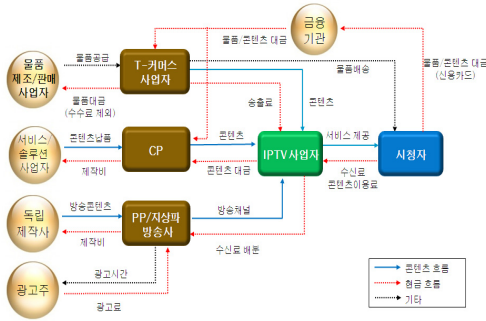 금융
기관
물품/콘텐츠 대금
물품
제조/판매
사업자
물품공급
T-커머스
사업자
물품배송
물품/콘텐츠 대금
(신용카드)
물품대금
(수수료 제외)
송출료
콘텐츠
서비스/
솔루션
사업자
콘텐츠납품
CP
콘텐츠
IPTV사업자
서비스 제공
시청자
제작비
콘텐츠 대금
수신료
콘텐츠이용료
독립
제작사
방송콘텐츠
PP/지상파
방송사
방송채널
제작비
수신료 배분
광고주
광고시간
광고료
콘텐츠 흐름
현금 흐름
기타